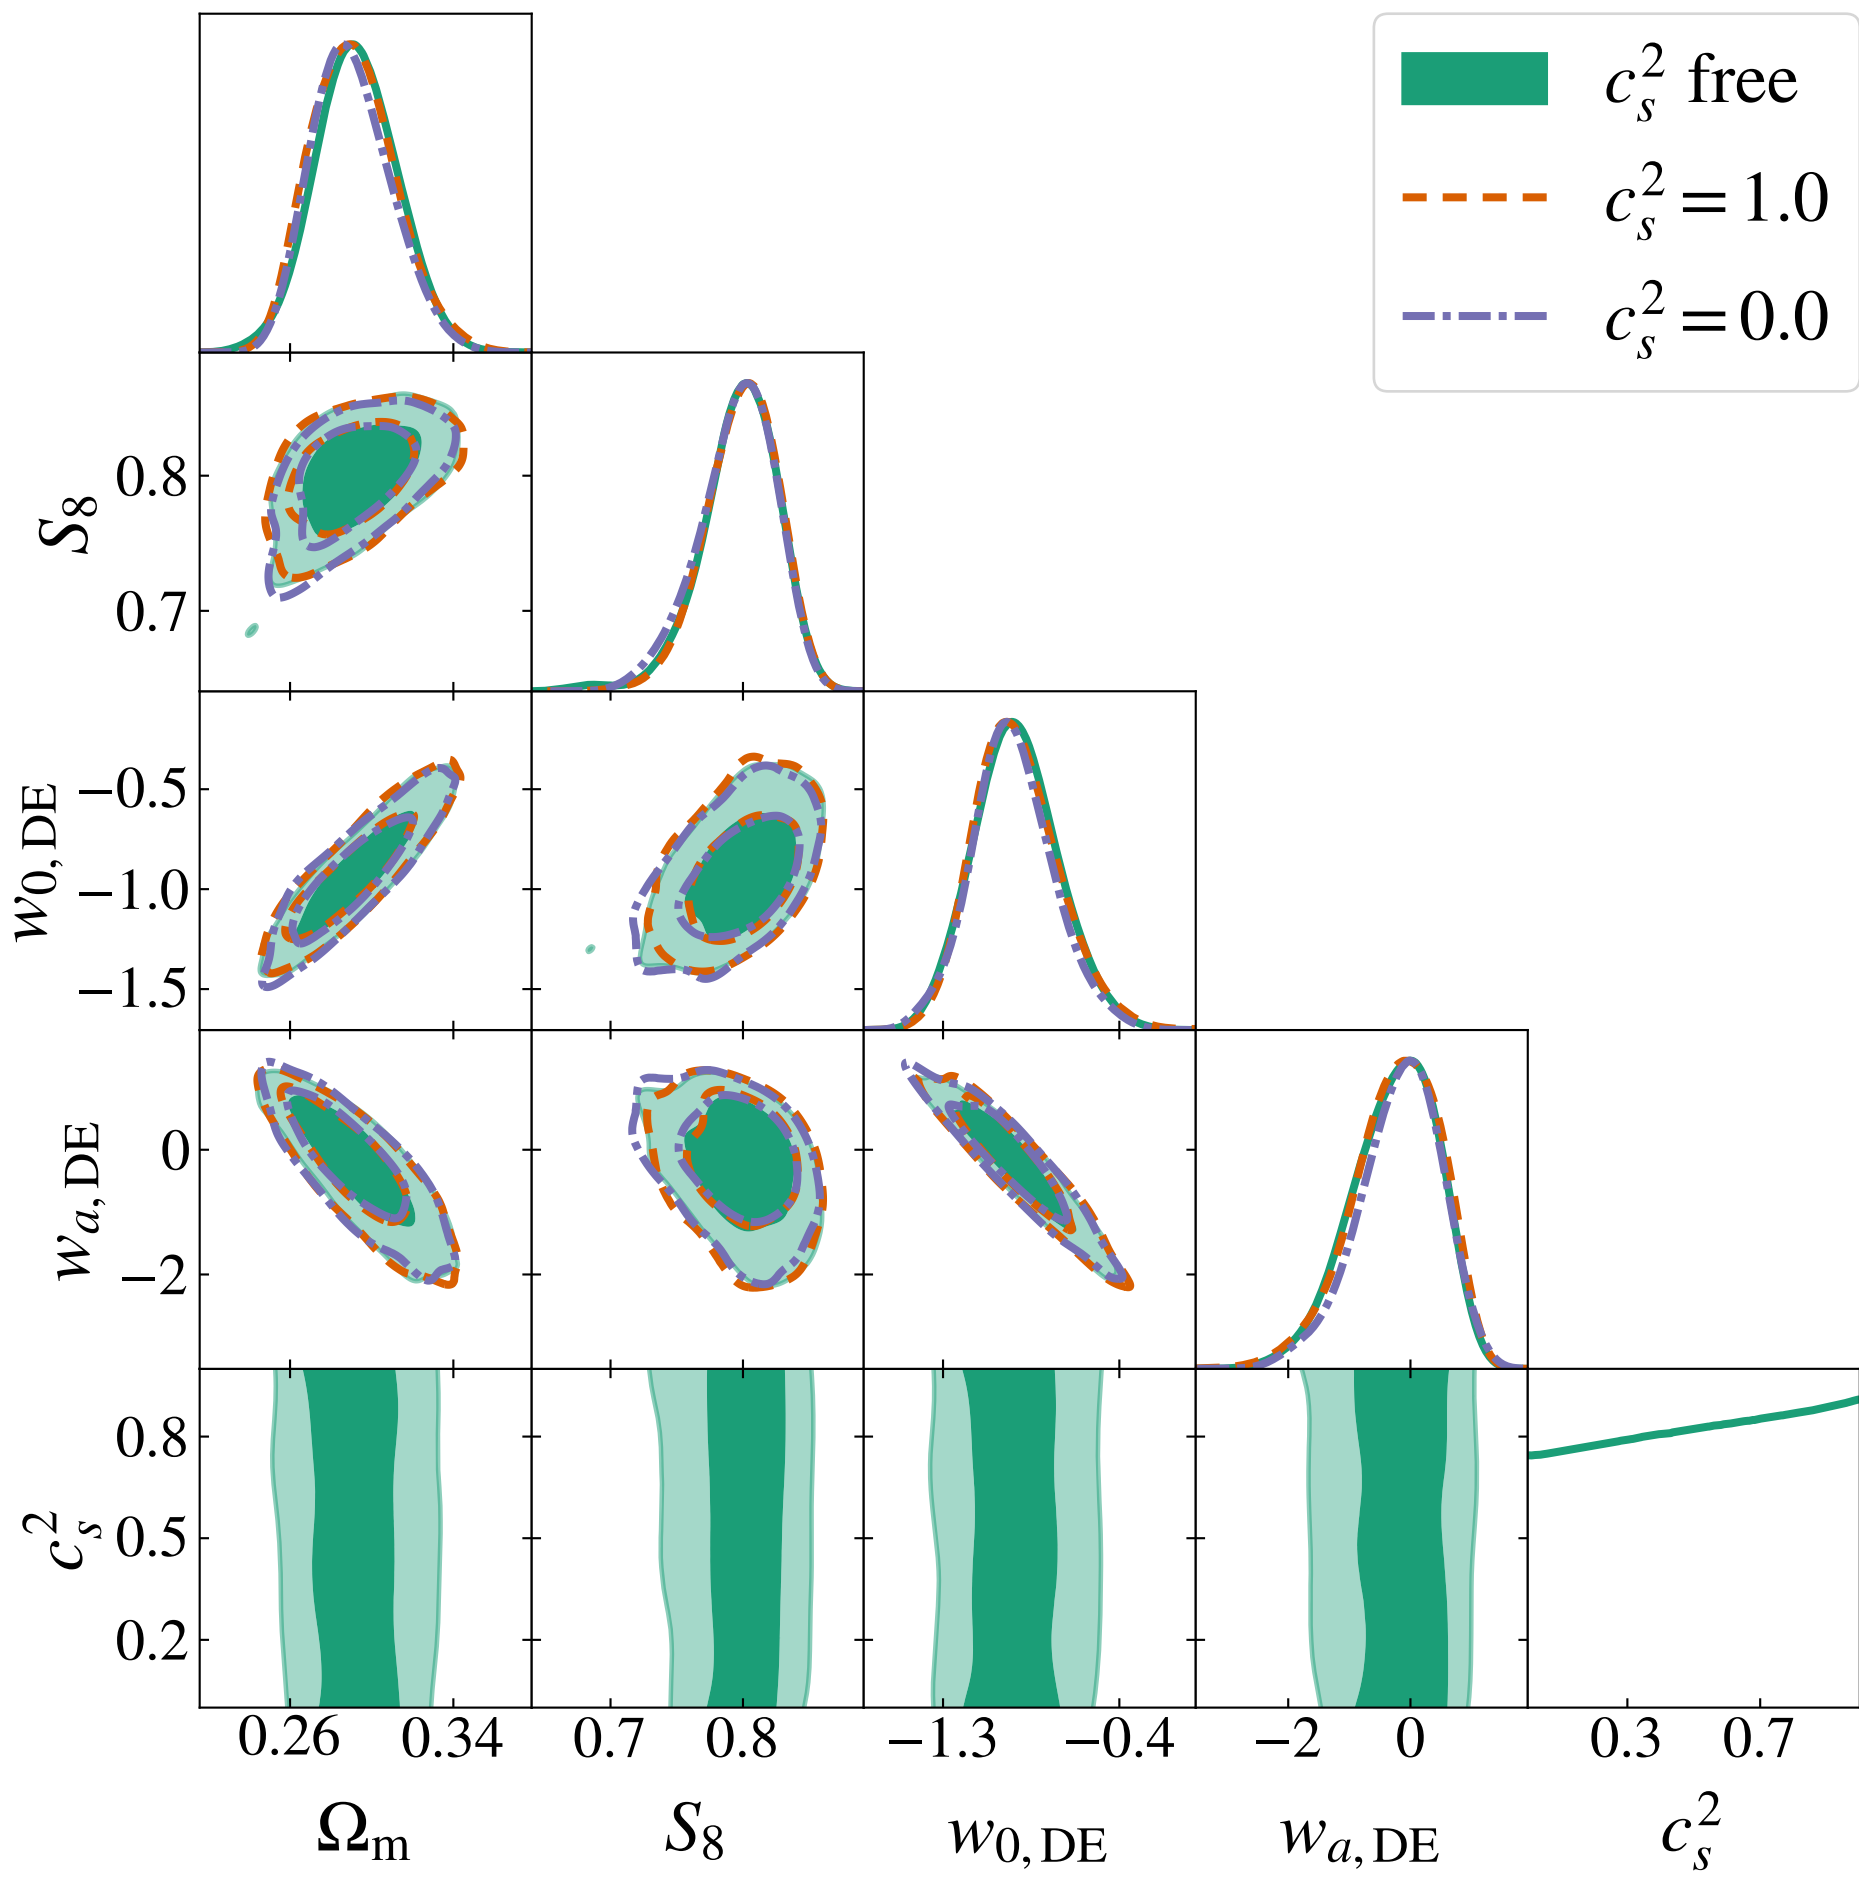 c_s^2 free
c_s^2 = 1.0
c_s^2 = 0.0
S_8
0.8
0.7
w_{0,DE}
−0.5
−1.0
−1.5
w_{a,DE}
0
−2
c_s^2
0.8
0.5
0.2
0.26 0.34 0.7 0.8 −1.3 −0.4 −2 0 0.3 0.7
Ω_m S_8 w_{0,DE} w_{a,DE} c_s^2